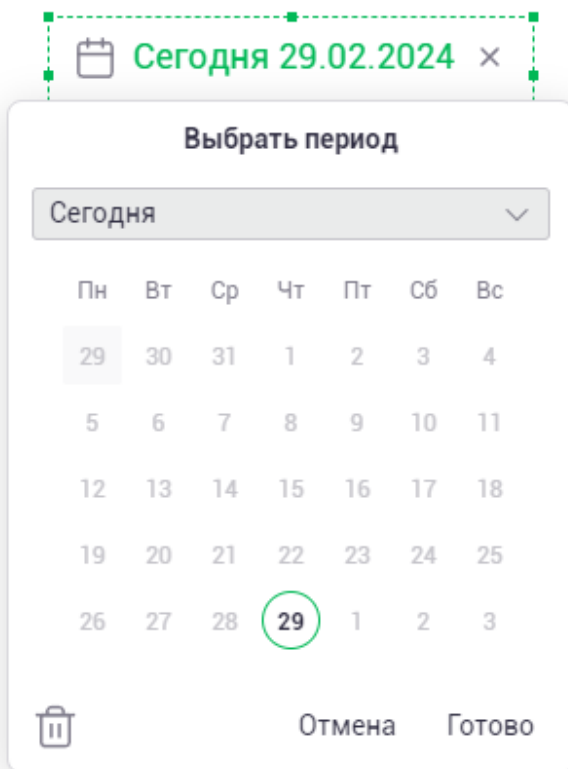 Сегодня 29.02.2024 ×
Выбрать период
Сегодня
Пн Вт Ср Чт Пт Сб Вс
29 30 31 1 2 3 4
5 6 7 8 9 10 11
12 13 14 15 16 17 18
19 20 21 22 23 24 25
26 27 28 29 1 2 3
Отмена Готово